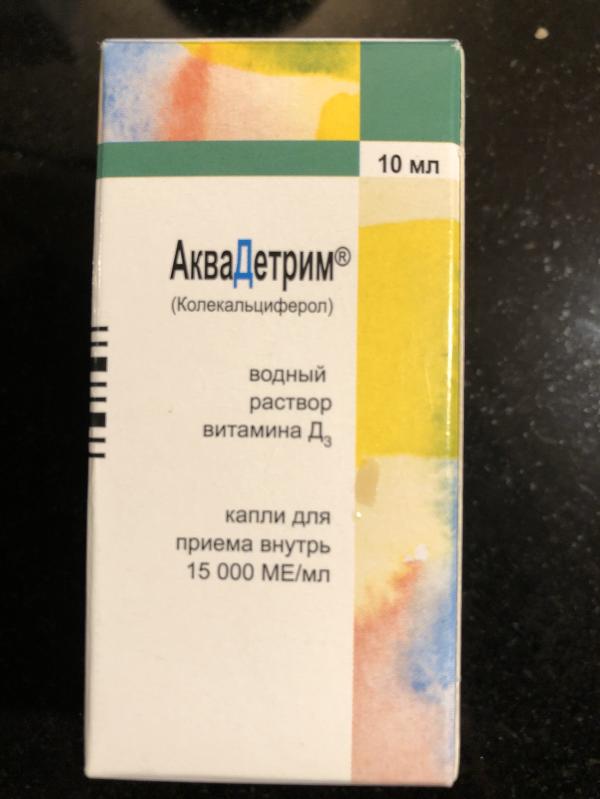 10 мл
АкваДетрим®
(Колекальциферол)
водный
раствор
витамина Д₃
капли для
приема внутрь
15 000 МЕ/мл